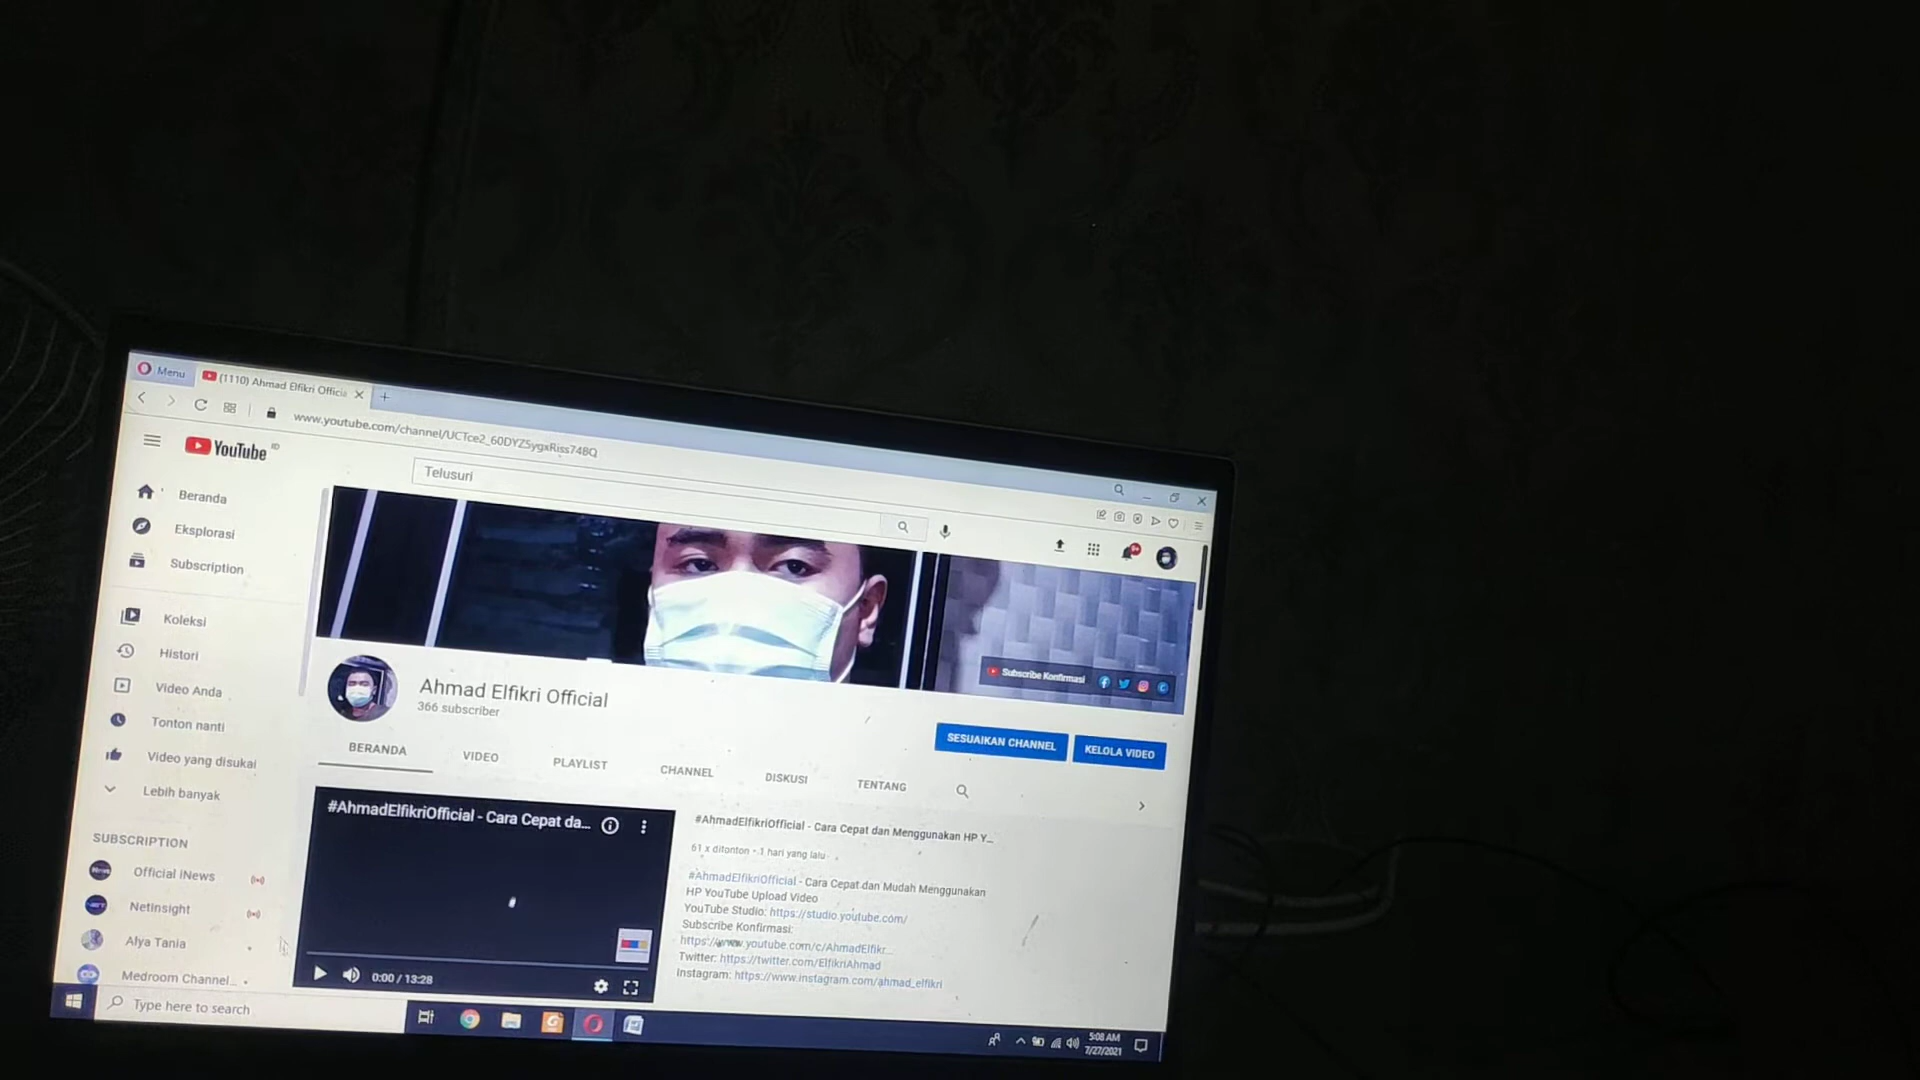 Menu
(1110) Ahmad Elfikri Officia
www.youtube.com/channel/UCTce2_60DYZ5ygxRiss748Q
YouTube ID
Telusuri
Beranda
Eksplorasi
Subscription
Koleksi
Histori
Video Anda
Tonton nanti
Video yang disukai
Lebih banyak
SUBSCRIPTION
Official iNews
Netinsight
Alya Tania
Medroom Channel...
Subscribe Konfirmasi
Ahmad Elfikri Official
366 subscriber
SESUAIKAN CHANNEL
KELOLA VIDEO
BERANDA
VIDEO
PLAYLIST
CHANNEL
DISKUSI
TENTANG
#AhmadElfikriOfficial - Cara Cepat da...
0:00 / 13:28
#AhmadElfikriOfficial - Cara Cepat dan Menggunakan HP Y...
61 x ditonton - 1 hari yang lalu
#AhmadElfikriOfficial - Cara Cepat dan Mudah Menggunakan
HP YouTube Upload Video
YouTube Studio: https://studio.youtube.com/
Subscribe Konfirmasi:
https://www.youtube.com/c/AhmadElfikr...
Twitter: https://twitter.com/ElfikriAhmad
Instagram: https://www.instagram.com/ahmad_elfikri
Type here to search
5:08 AM
7/27/2021